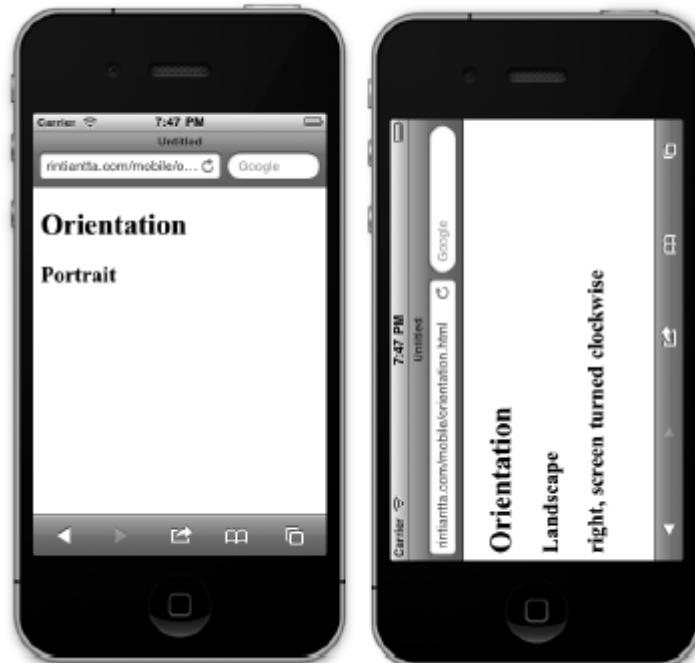 Carrier 7:47 PM
Untitled
rintiantta.com/mobile/o... Google
Orientation
Portrait
Carrier 7:47 PM
Untitled
rintiantta.com/mobile/orientation.html Google
Orientation
Landscape
right, screen turned clockwise